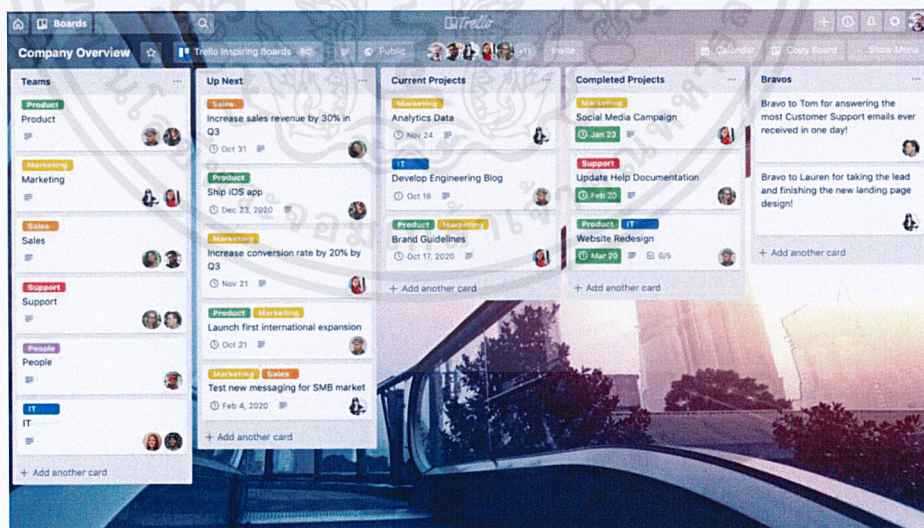 Boards
Trello
Company Overview
Trello Inspiring Boards
Public
+11
Invite
Calendar
Copy Board
Show Menu
Teams
Product
Product
Marketing
Marketing
Sales
Sales
Support
Support
People
People
IT
IT
+ Add another card
Up Next
Sales
Increase sales revenue by 30% in
Q3
Oct 31
Product
Ship iOS app
Dec 23, 2020
Marketing
Increase conversion rate by 20% by
Q3
Nov 21
Product Marketing
Launch first international expansion
Oct 21
Marketing Sales
Test new messaging for SMB market
Feb 4, 2020
+ Add another card
Current Projects
Marketing
Analytics Data
Nov 24
IT
Develop Engineering Blog
Oct 18
Product Marketing
Brand Guidelines
Oct 17, 2020
+ Add another card
Completed Projects
Marketing
Social Media Campaign
Jan 23
Support
Update Help Documentation
Feb 20
Product IT
Website Redesign
Mar 20 0/5
+ Add another card
Bravos
Bravo to Tom for answering the
most Customer Support emails ever
received in one day!
Bravo to Lauren for taking the lead
and finishing the new landing page
design!
+ Add another card